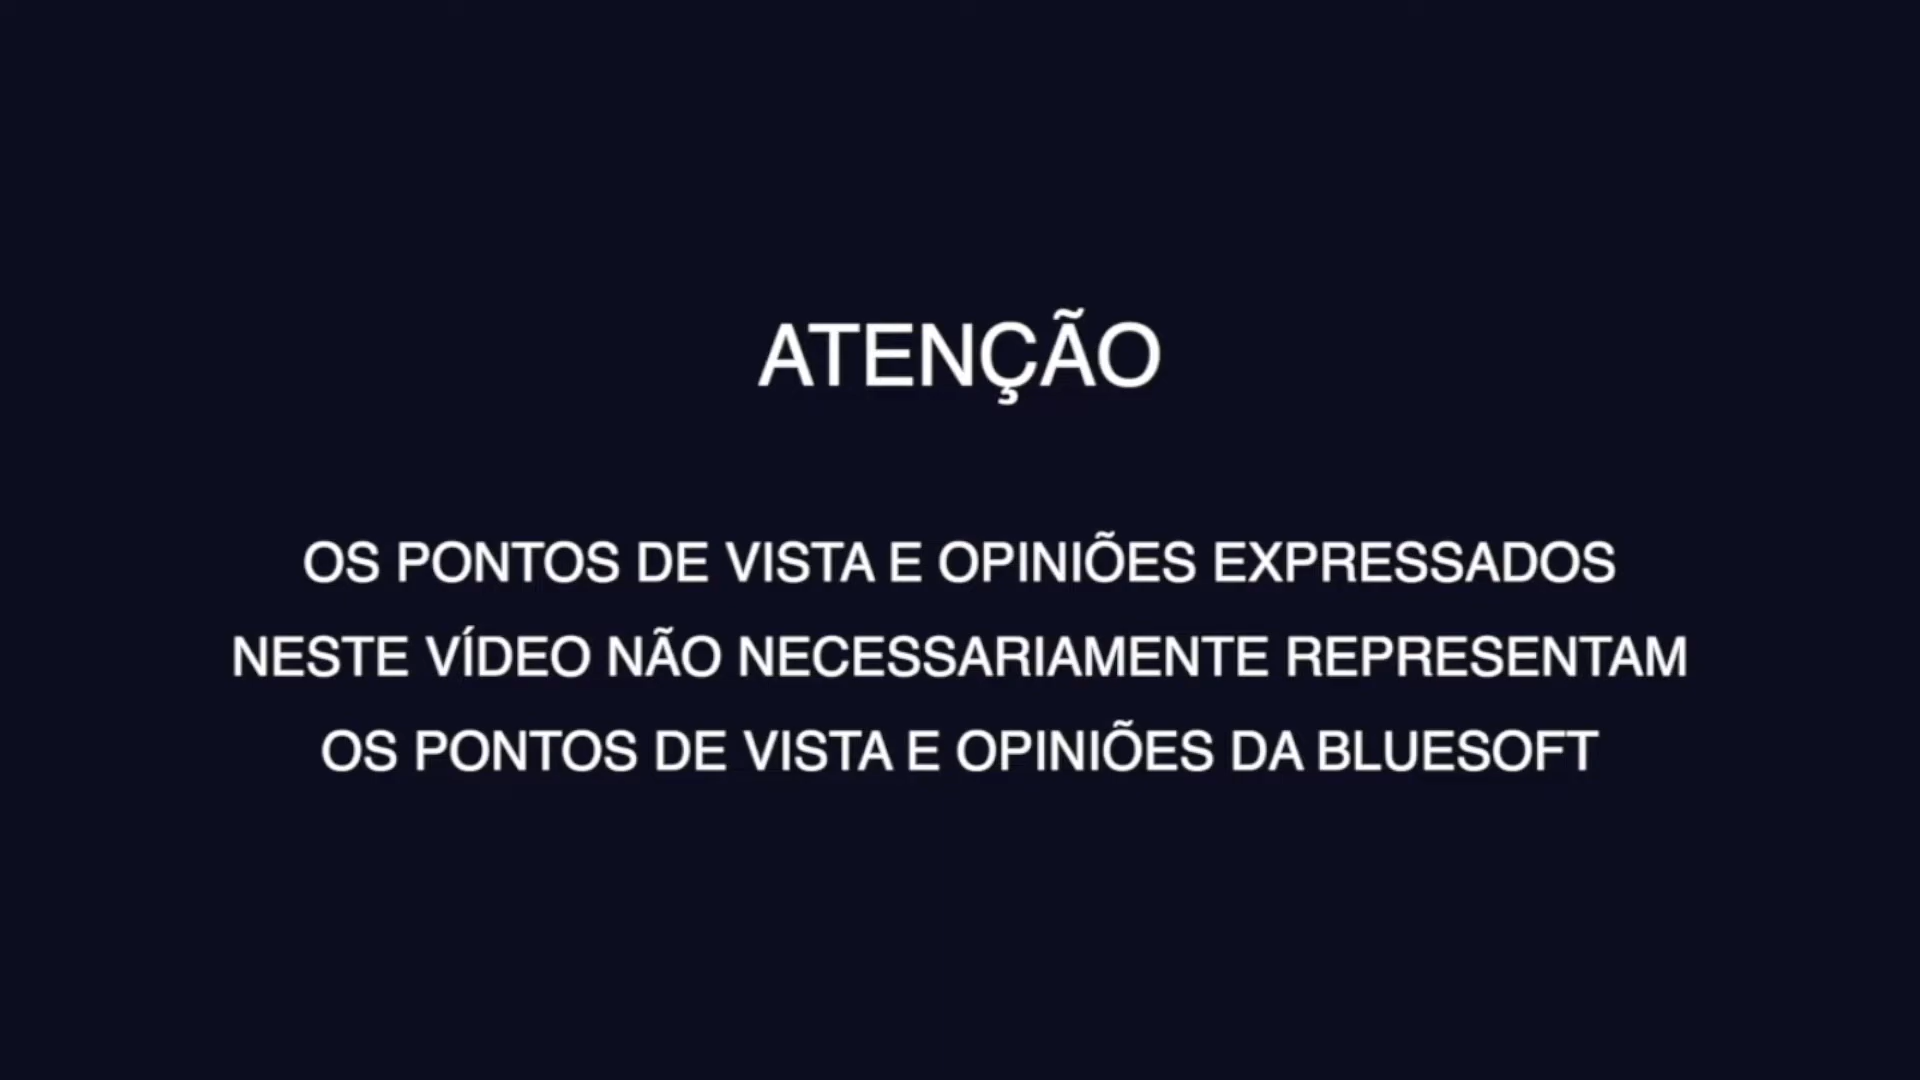 ATENÇÃO
OS PONTOS DE VISTA E OPINIÕES EXPRESSADOS
NESTE VÍDEO NÃO NECESSARIAMENTE REPRESENTAM
OS PONTOS DE VISTA E OPINIÕES DA BLUESOFT